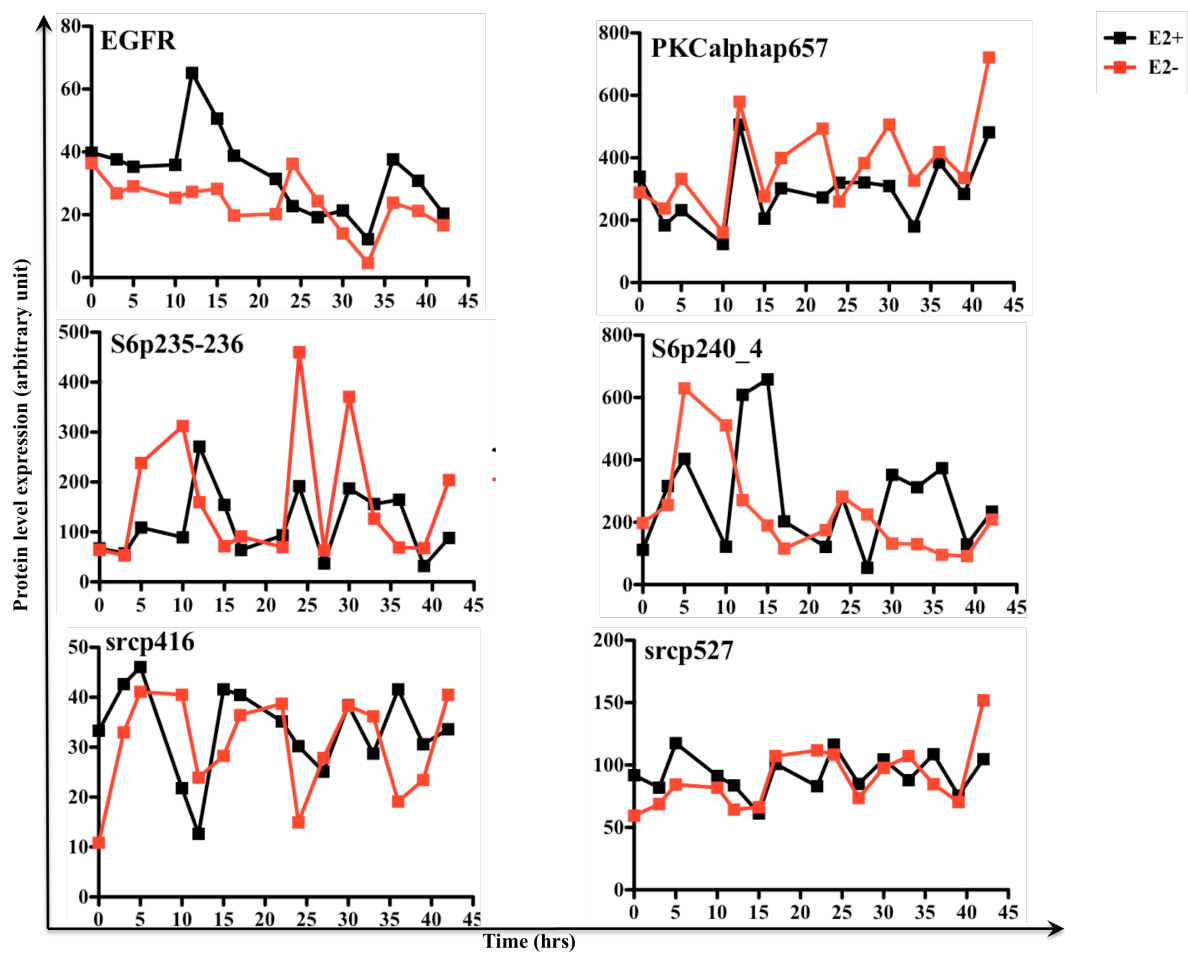 EGFR
80
60
40
20
0
0 5 10 15 20 25 30 35 40 45
PKCalphap657
800
600
400
200
0
0 5 10 15 20 25 30 35 40 45
E2+
E2-
S6p235-236
500
400
300
200
100
0
0 5 10 15 20 25 30 35 40 45
S6p240_4
800
600
400
200
0
0 5 10 15 20 25 30 35 40 45
srcp416
50
40
30
20
10
0
0 5 10 15 20 25 30 35 40 45
srcp527
200
150
100
50
0
0 5 10 15 20 25 30 35 40 45
Protein level expression (arbitrary unit)
Time (hrs)